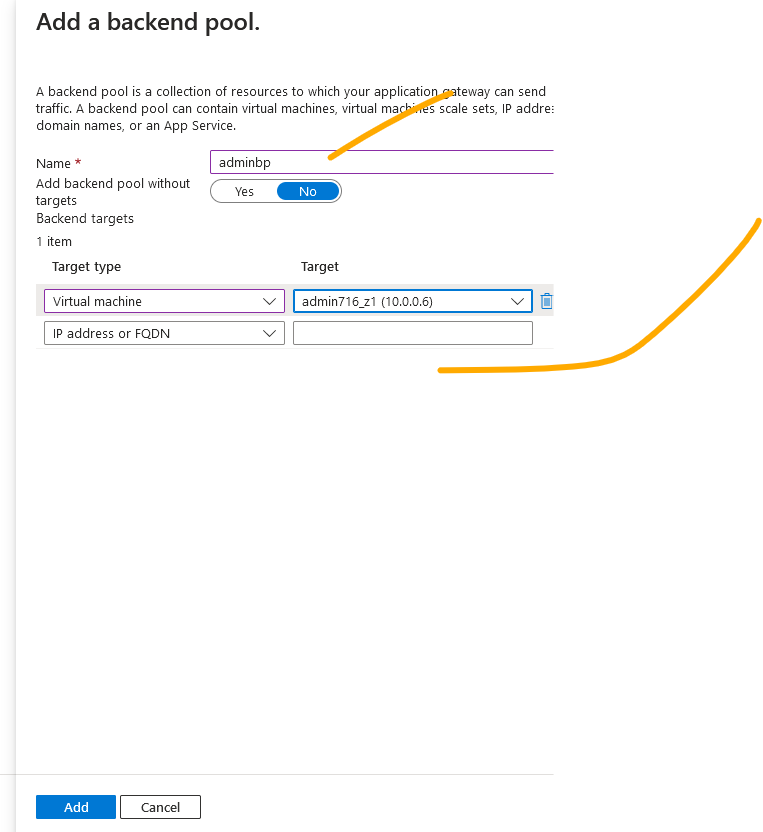 Add a backend pool.
A backend pool is a collection of resources to which your application gateway can send
traffic. A backend pool can contain virtual machines, virtual machines scale sets, IP addre
domain names, or an App Service.
Name * adminbp
Add backend pool without targets Yes No
Backend targets
1 item
Target type Target
Virtual machine admin716_z1 (10.0.0.6)
IP address or FQDN
Add Cancel